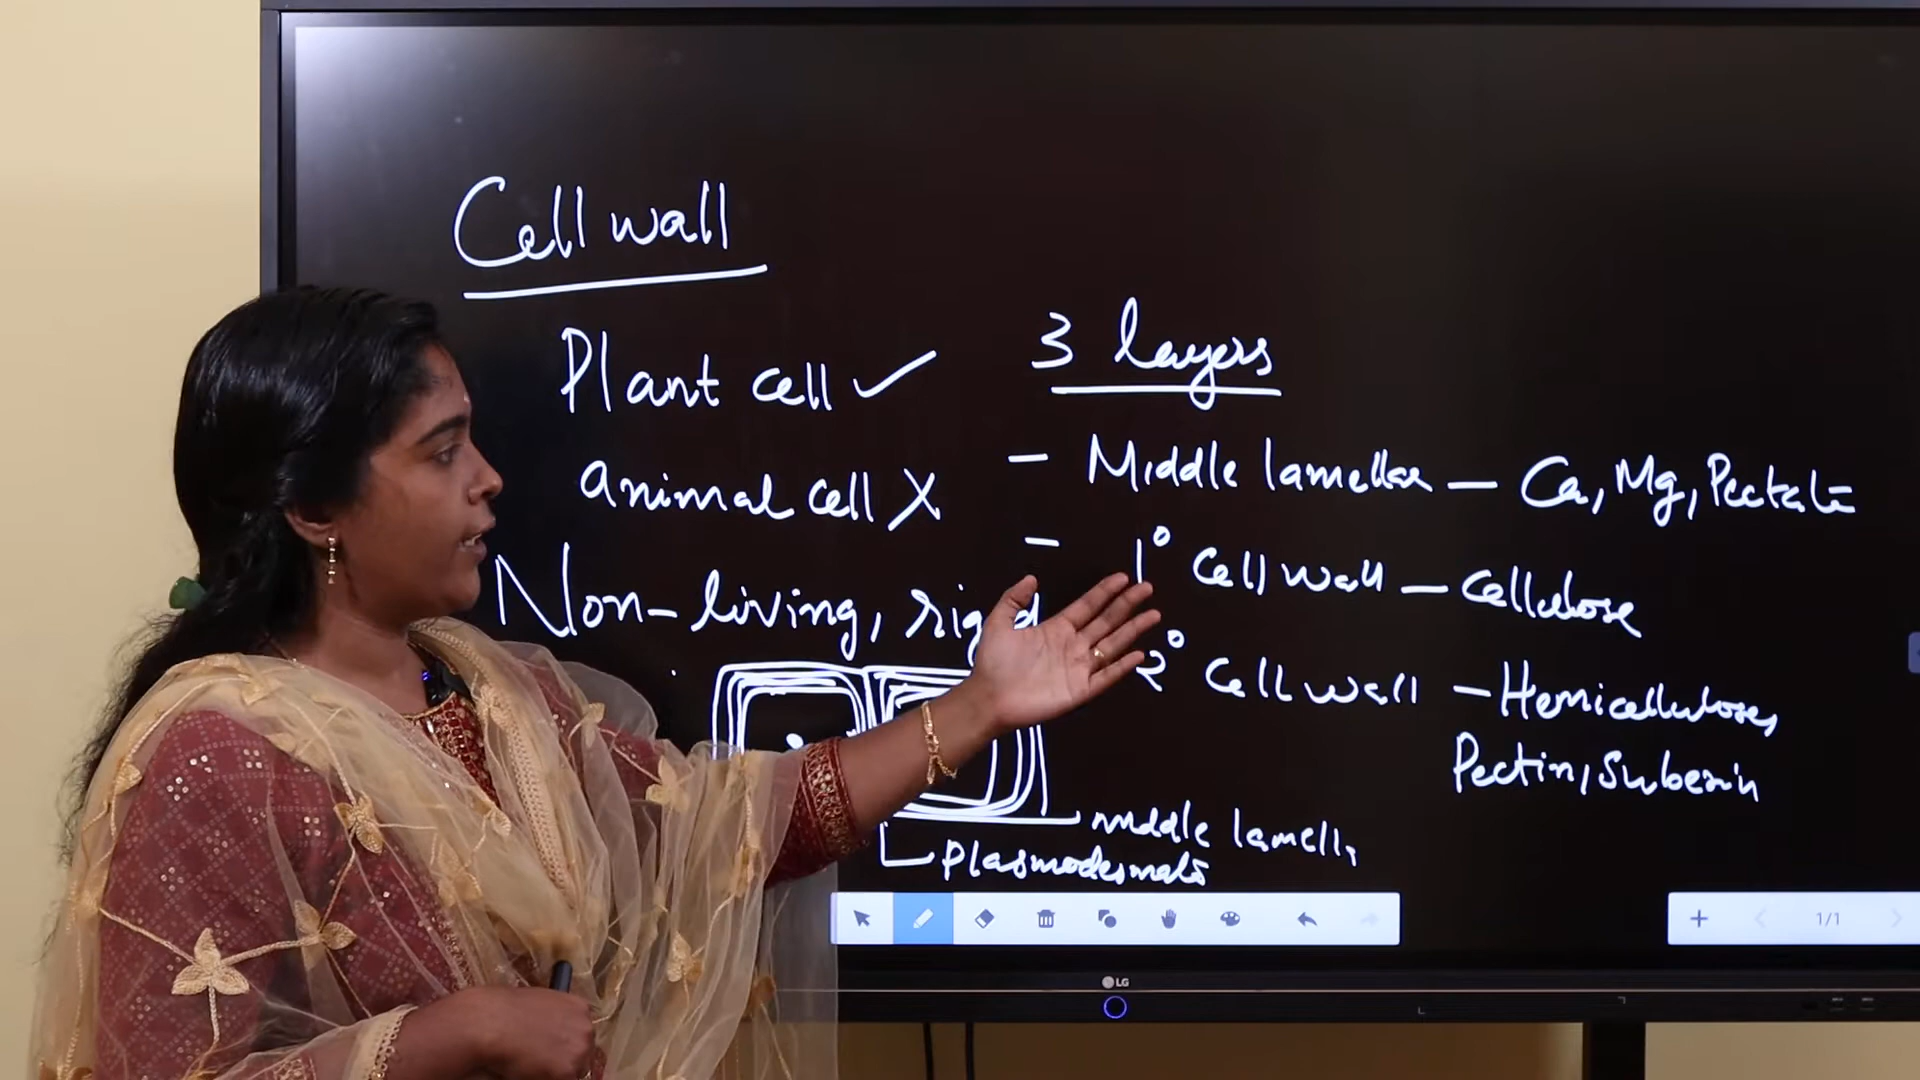 Cell wall
Plant cell ✓
animal cell X
Non-living, rigid
3 layers
- Middle lamellar - Ca, Mg, Pectate
- 1° Cell wall - Cellulose
2° Cell wall - Hemicelluloses,
Pectin, Suberin
middle lamella
Plasmodesmata
1/1
LG